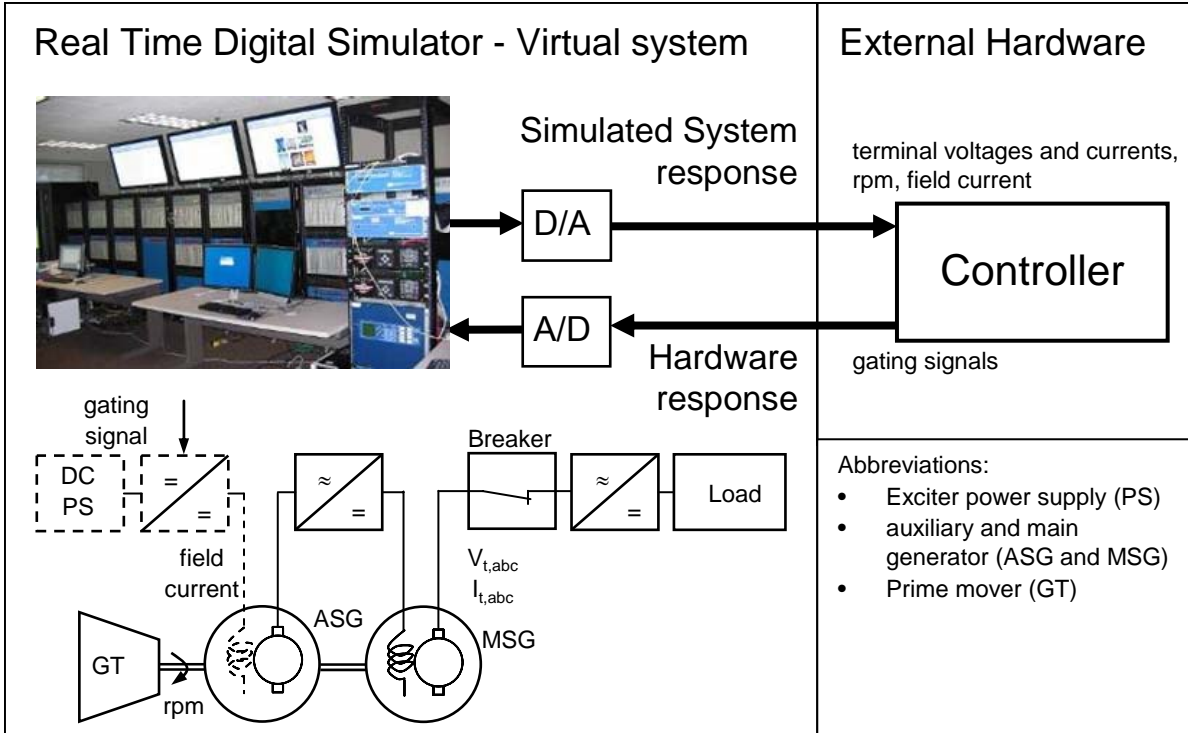 Real Time Digital Simulator - Virtual system
External Hardware
Simulated System
response
D/A
A/D
Hardware
response
terminal voltages and currents,
rpm, field current
Controller
gating signals
gating
signal
DC
PS
=
=
≈
=
Breaker
≈
=
Load
field
current
V_t,abc
I_t,abc
ASG
MSG
GT
rpm
Abbreviations:
• Exciter power supply (PS)
• auxiliary and main
generator (ASG and MSG)
• Prime mover (GT)